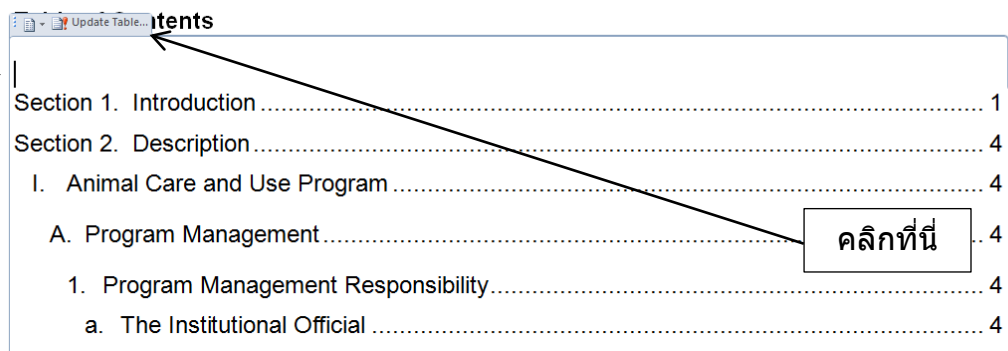 Update Table... tents
Section 1. Introduction ........ 1
Section 2. Description ........ 4
I. Animal Care and Use Program ........ 4
A. Program Management ........ 4
คลิกที่นี่
1. Program Management Responsibility ........ 4
a. The Institutional Official ........ 4